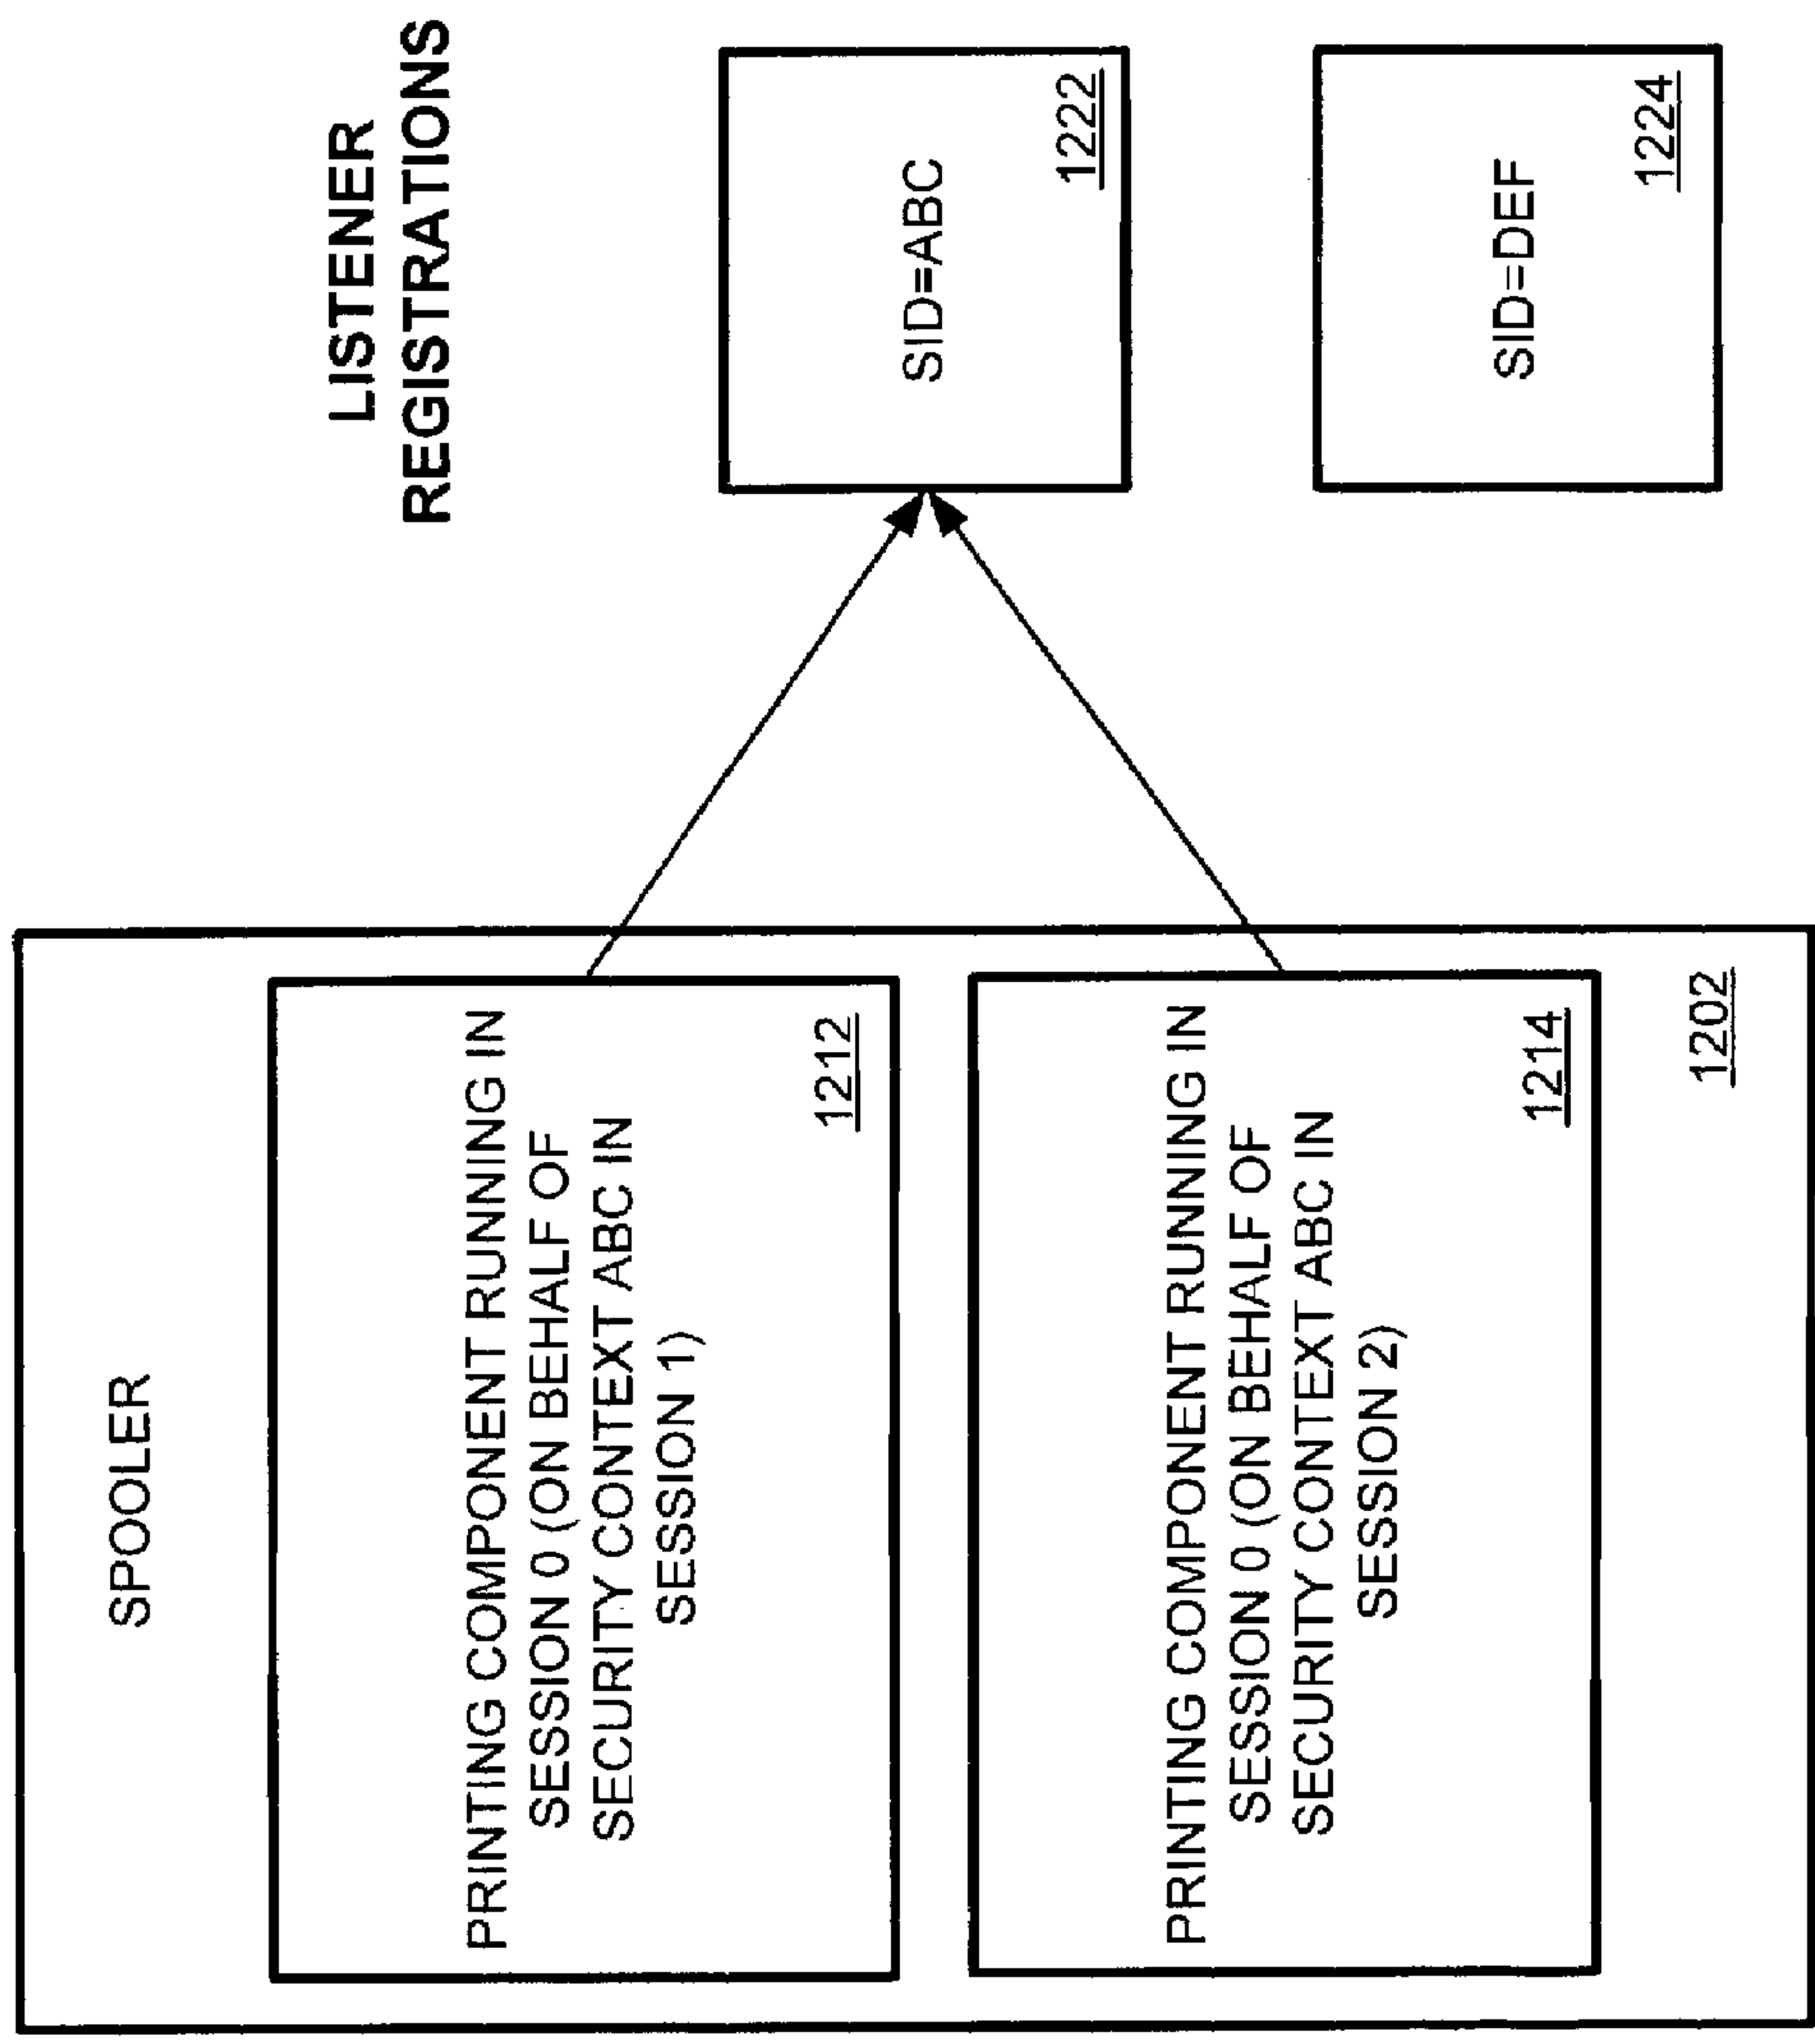 SPOOLER
PRINTING COMPONENT RUNNING IN
SESSION 0 (ON BEHALF OF
SECURITY CONTEXT ABC IN
SESSION 1)
1212
PRINTING COMPONENT RUNNING IN
SESSION 0 (ON BEHALF OF
SECURITY CONTEXT ABC IN
SESSION 2)
1214
1202
LISTENER
REGISTRATIONS
SID=ABC
1222
SID=DEF
1224